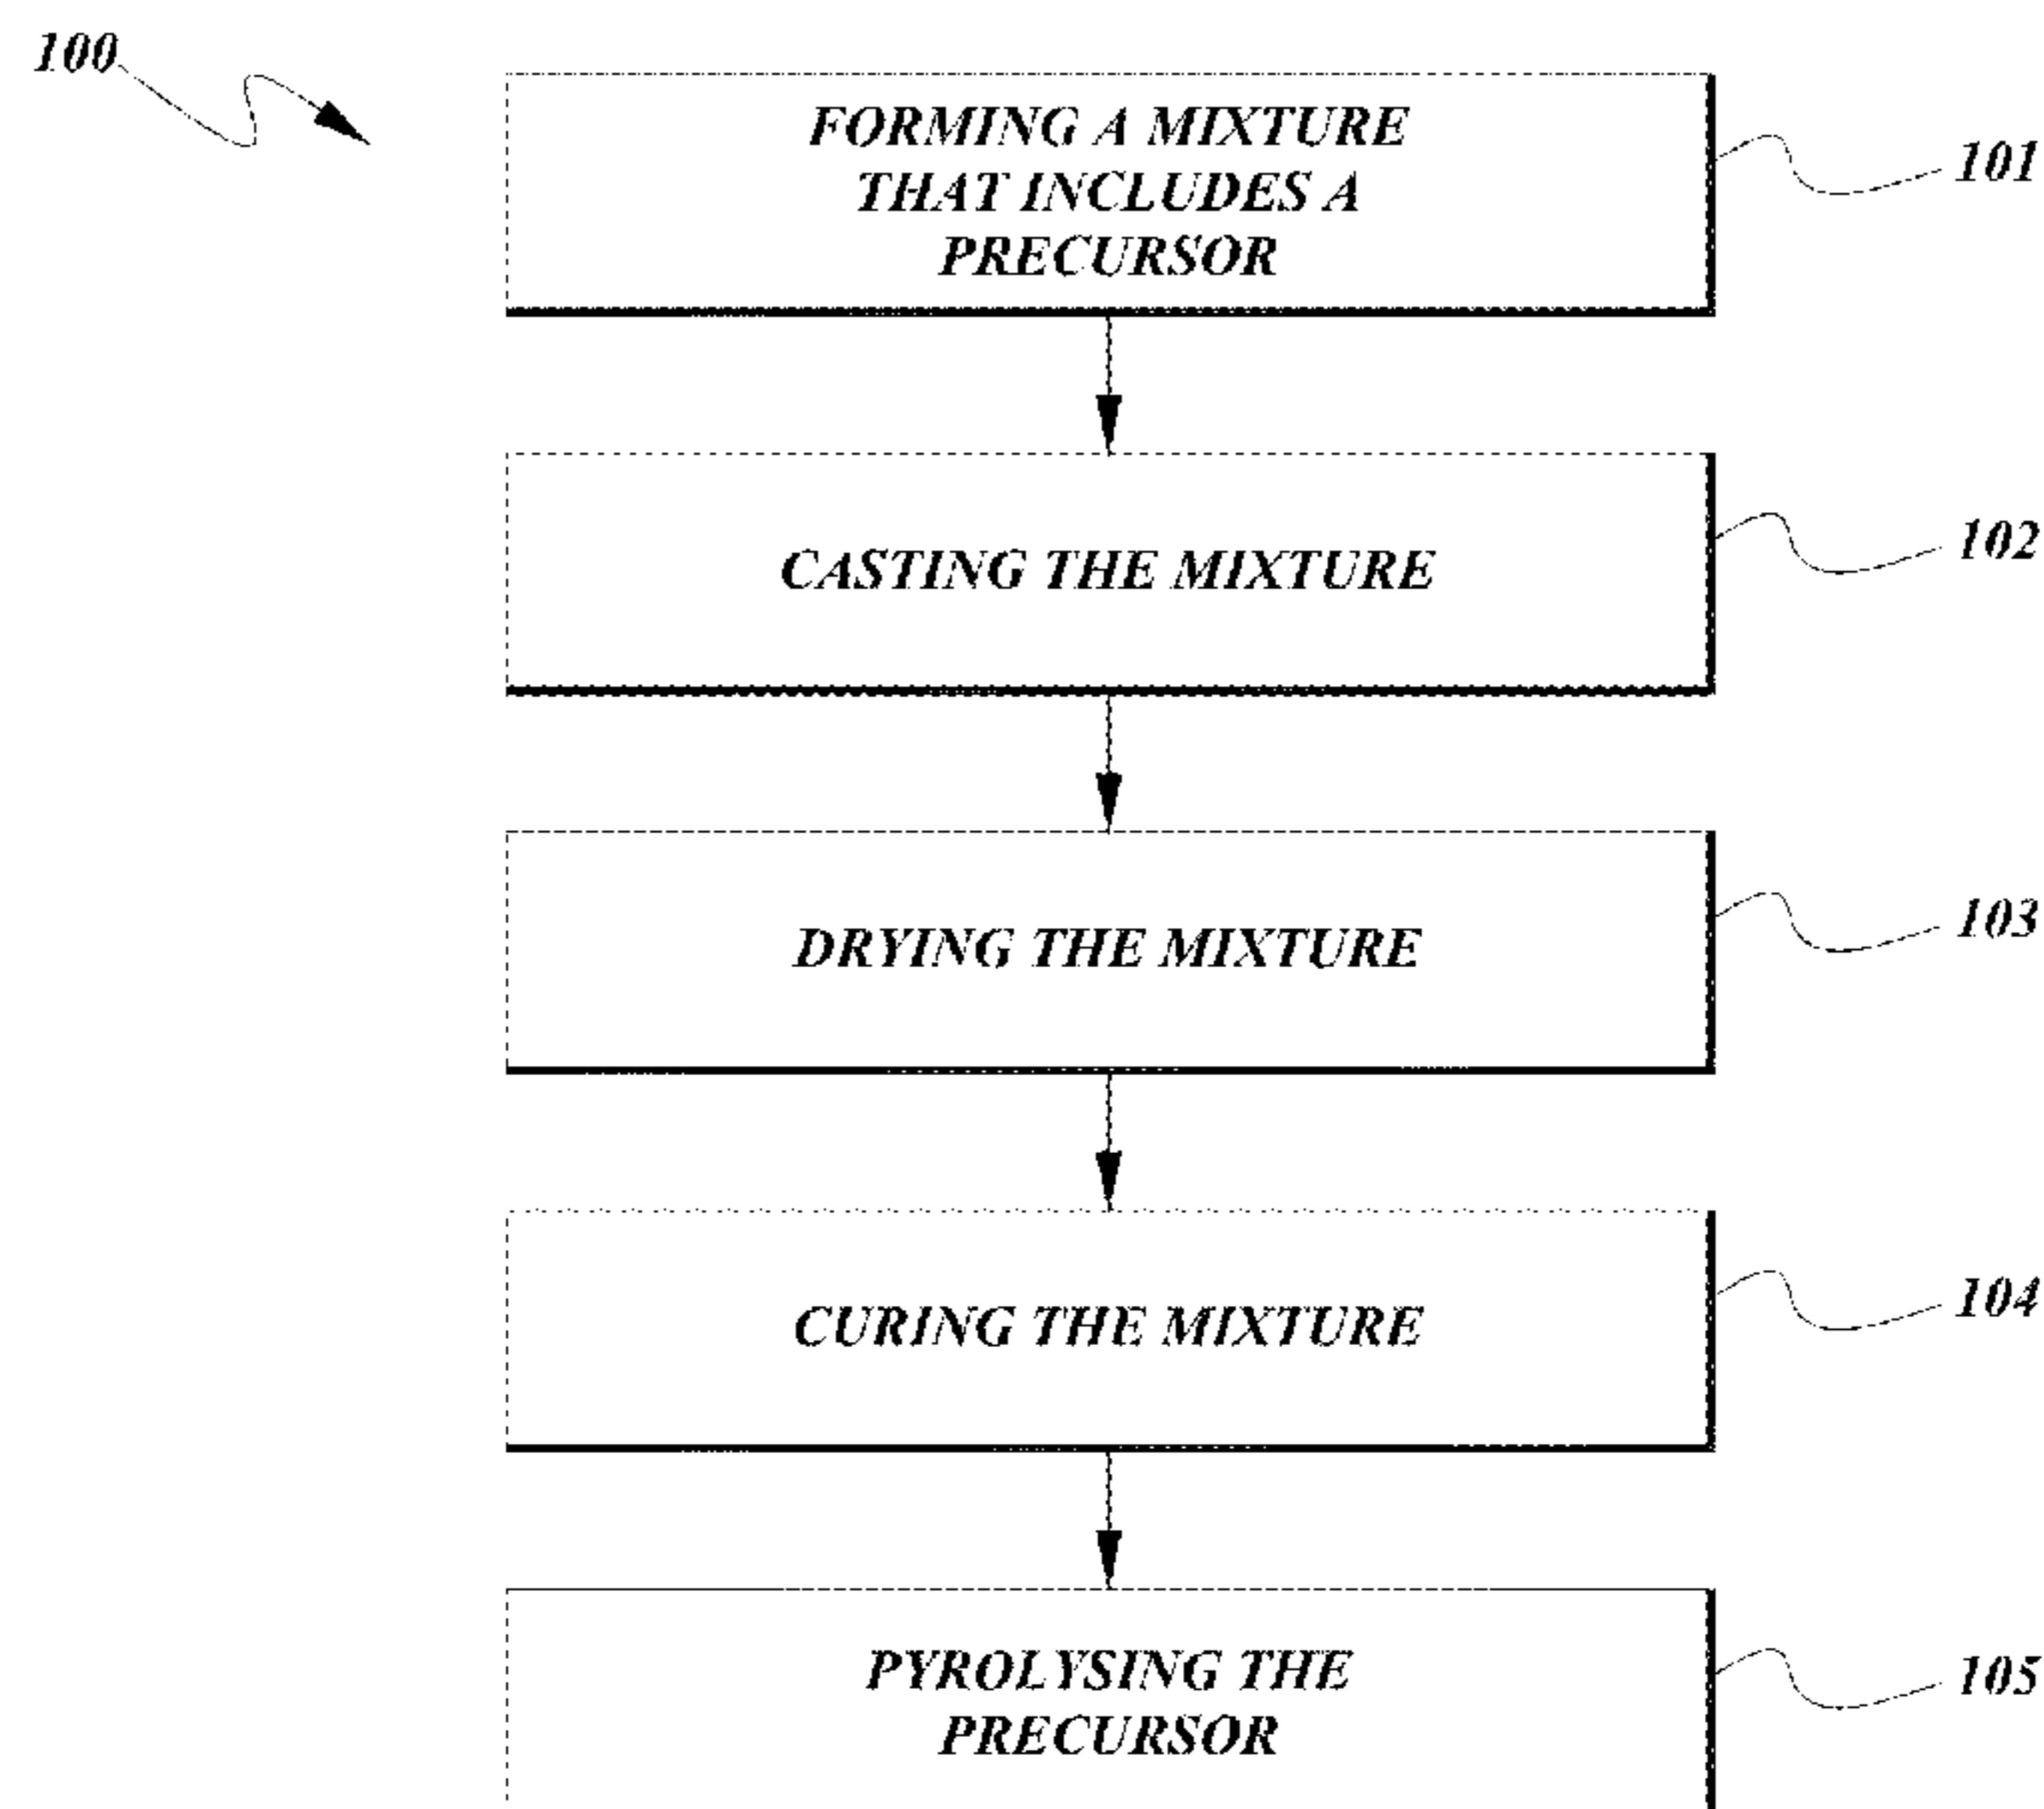 100
FORMING A MIXTURE
THAT INCLUDES A
PRECURSOR
101
CASTING THE MIXTURE
102
DRYING THE MIXTURE
103
CURING THE MIXTURE
104
PYROLYSING THE
PRECURSOR
105